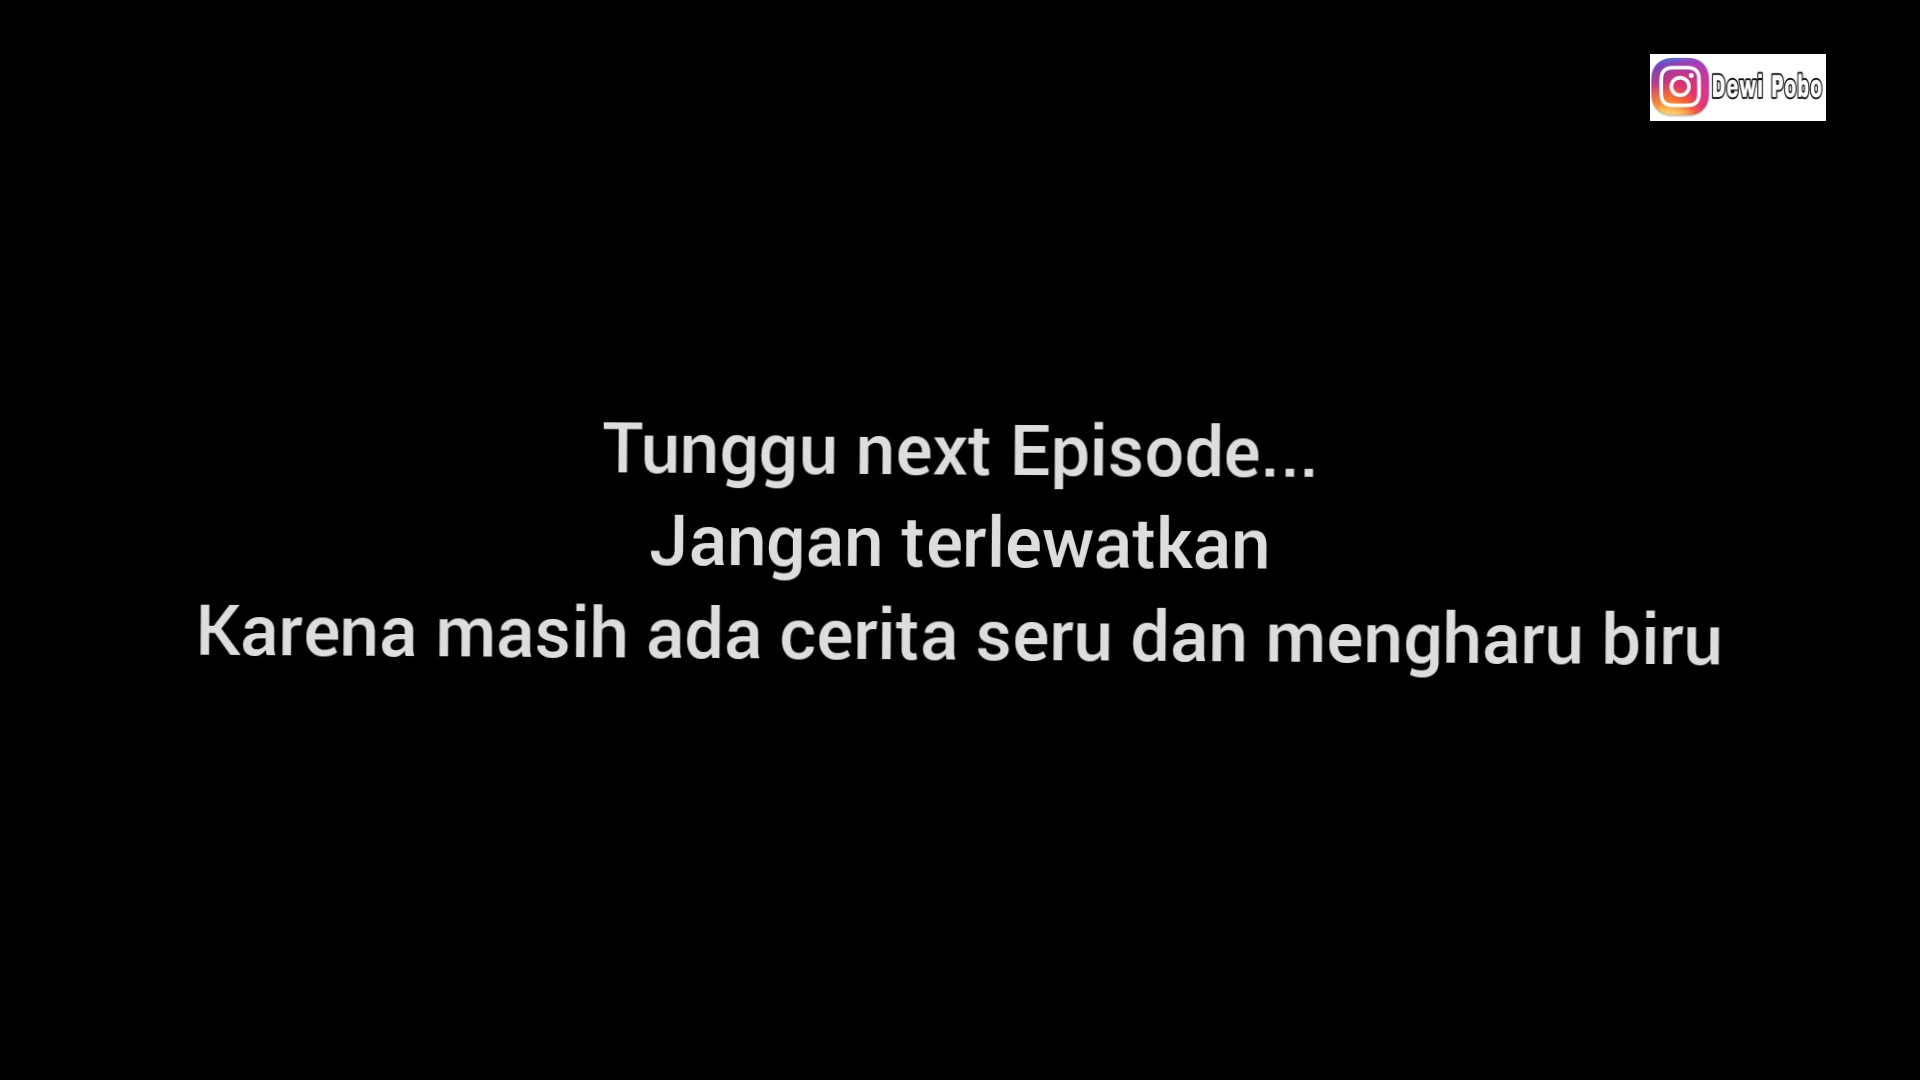 Dewi Pobo
Tunggu next Episode...
Jangan terlewatkan
Karena masih ada cerita seru dan mengharu biru